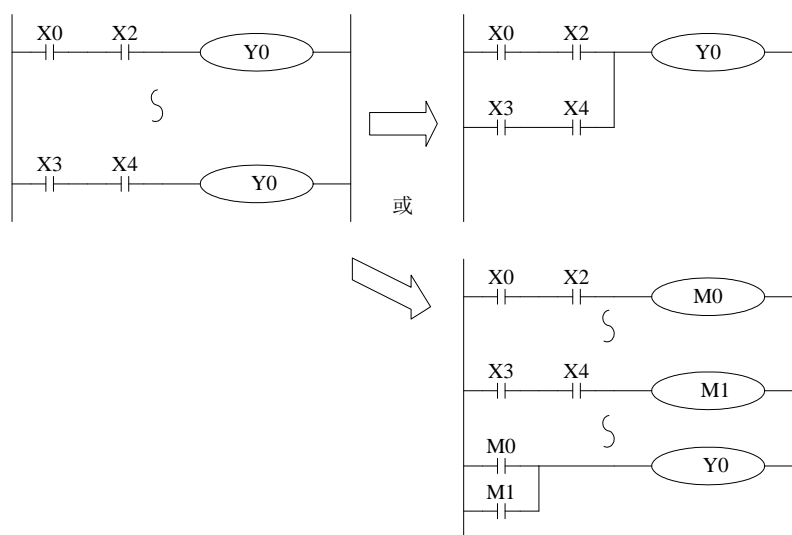 X0 X2 Y0
X3 X4 Y0
X0 X2 Y0
X3 X4
或
X0 X2 M0
X3 X4 M1
M0 Y0
M1